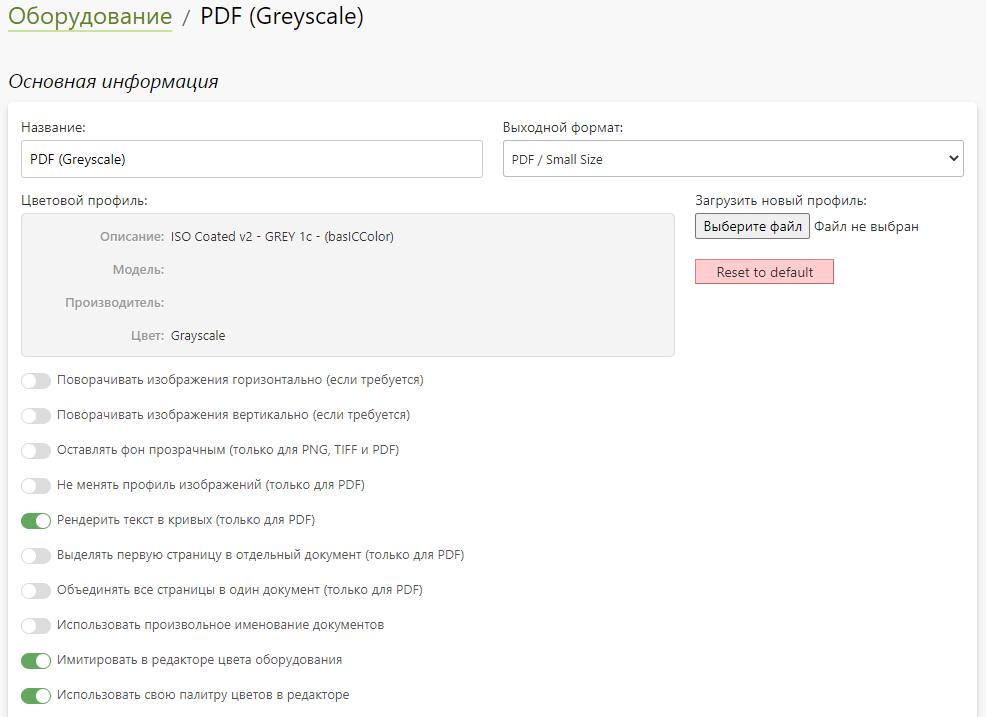 Оборудование / PDF (Greyscale)
Основная информация
Название:
PDF (Greyscale)
Выходной формат:
PDF / Small Size
Цветовой профиль:
Описание: ISO Coated v2 - GREY 1c - (basICColor)
Модель:
Производитель:
Цвет: Grayscale
Загрузить новый профиль:
Выберите файл Файл не выбран
Reset to default
Поворачивать изображения горизонтально (если требуется)
Поворачивать изображения вертикально (если требуется)
Оставлять фон прозрачным (только для PNG, TIFF и PDF)
Не менять профиль изображений (только для PDF)
Рендерить текст в кривых (только для PDF)
Выделять первую страницу в отдельный документ (только для PDF)
Объединять все страницы в один документ (только для PDF)
Использовать произвольное именование документов
Имитировать в редакторе цвета оборудования
Использовать свою палитру цветов в редакторе